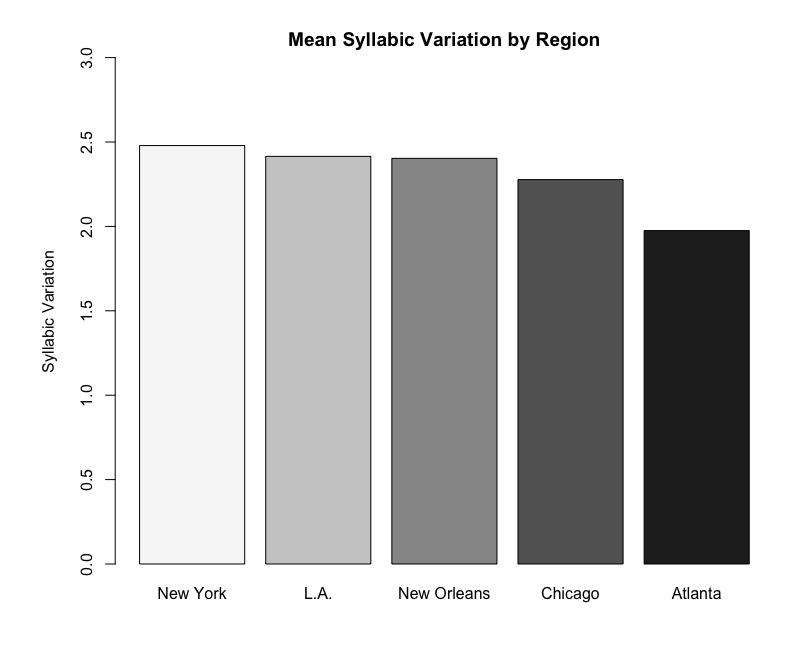 Mean Syllabic Variation by Region
Syllabic Variation
3.0
2.5
2.0
1.5
1.0
0.5
0.0
New York L.A. New Orleans Chicago Atlanta